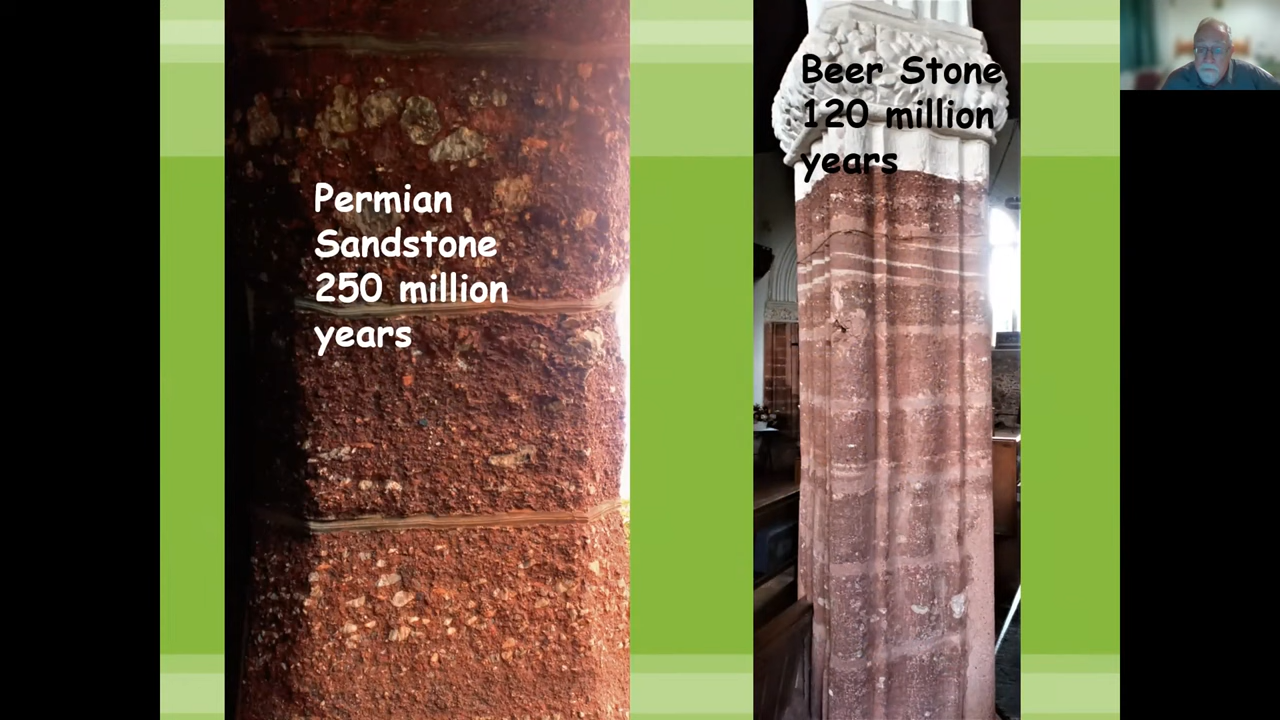 Permian
Sandstone
250 million
years
Beer Stone
120 million
years